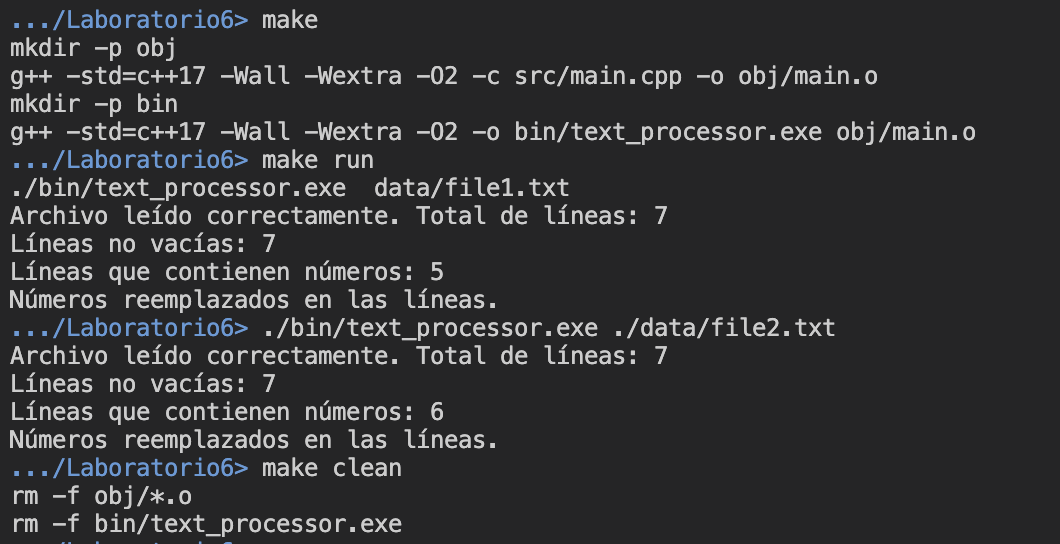 .../Laboratorio6> make
mkdir -p obj
g++ -std=c++17 -Wall -Wextra -O2 -c src/main.cpp -o obj/main.o
mkdir -p bin
g++ -std=c++17 -Wall -Wextra -O2 -o bin/text_processor.exe obj/main.o
.../Laboratorio6> make run
./bin/text_processor.exe  data/file1.txt
Archivo leído correctamente. Total de líneas: 7
Líneas no vacías: 7
Líneas que contienen números: 5
Números reemplazados en las líneas.
.../Laboratorio6> ./bin/text_processor.exe ./data/file2.txt
Archivo leído correctamente. Total de líneas: 7
Líneas no vacías: 7
Líneas que contienen números: 6
Números reemplazados en las líneas.
.../Laboratorio6> make clean
rm -f obj/*.o
rm -f bin/text_processor.exe